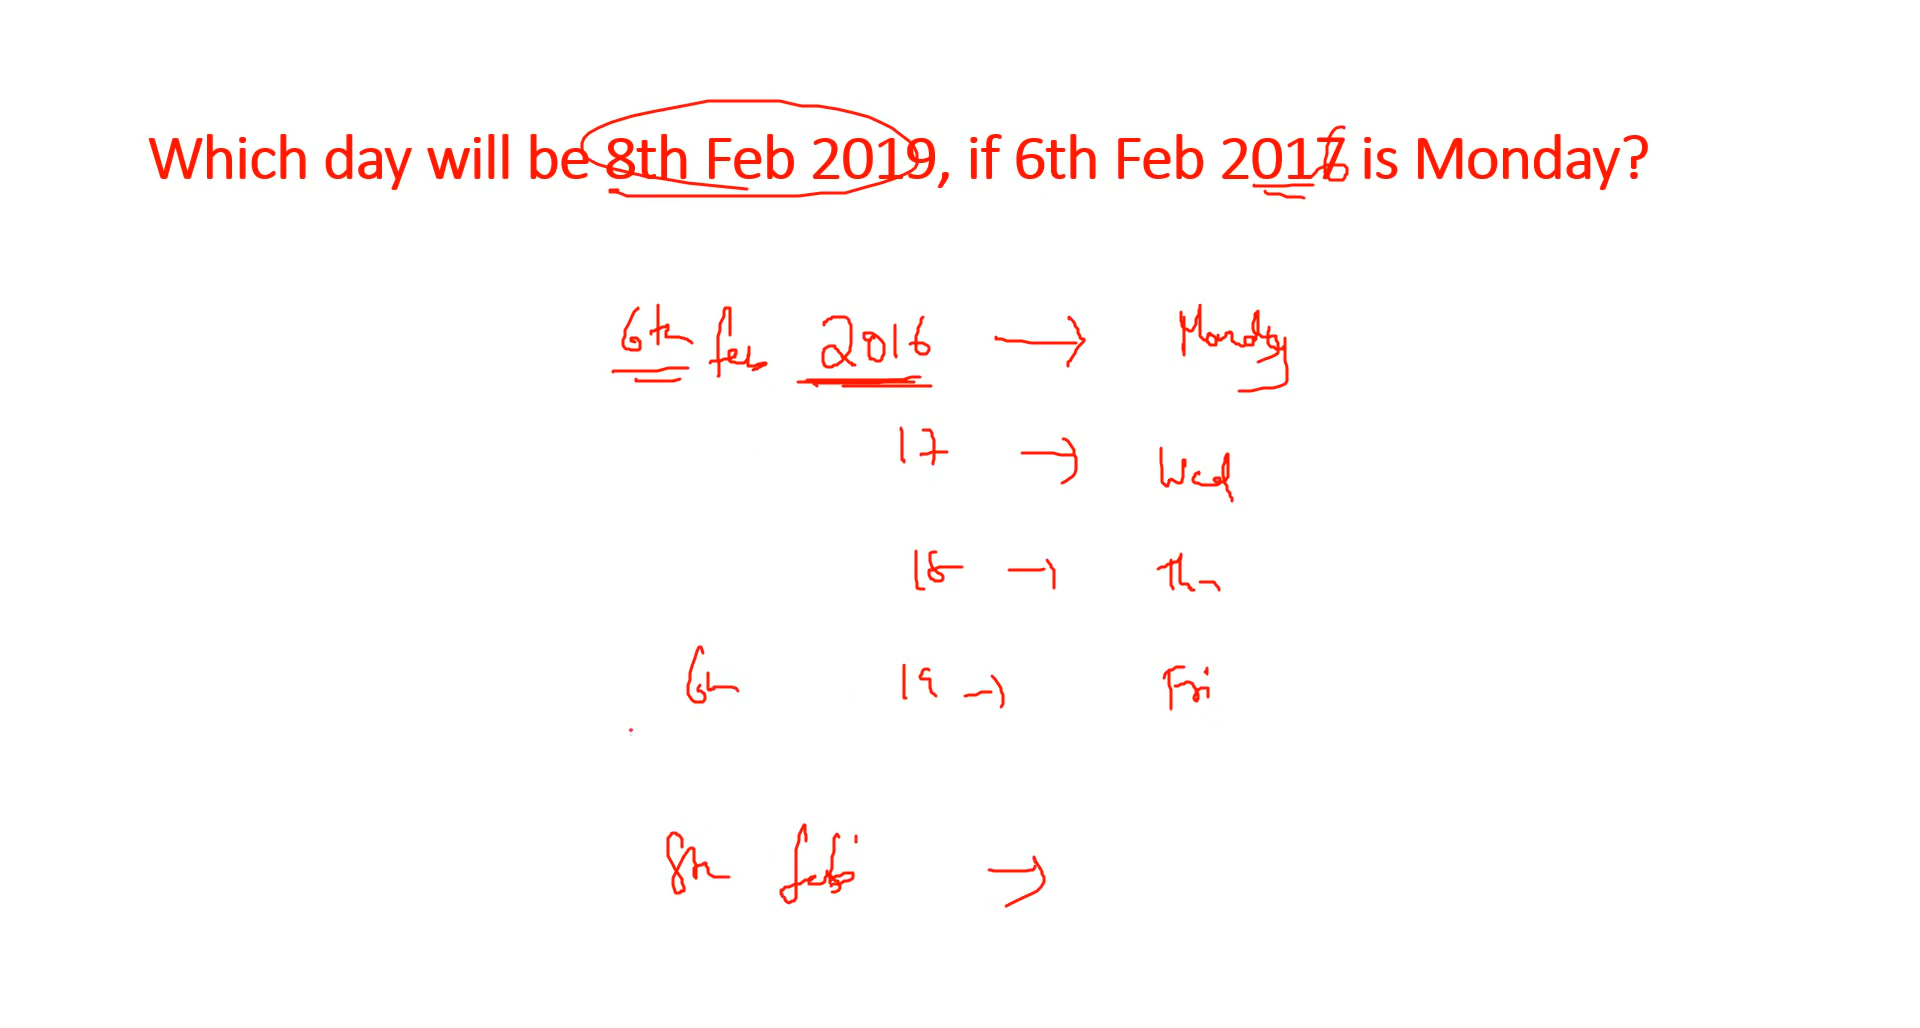 Which day will be 8th Feb 2019, if 6th Feb 2016 is Monday?
6th feb 2016 → Monday
17 → Wed
18 → Th
6th 19 → Fri
8th feb →